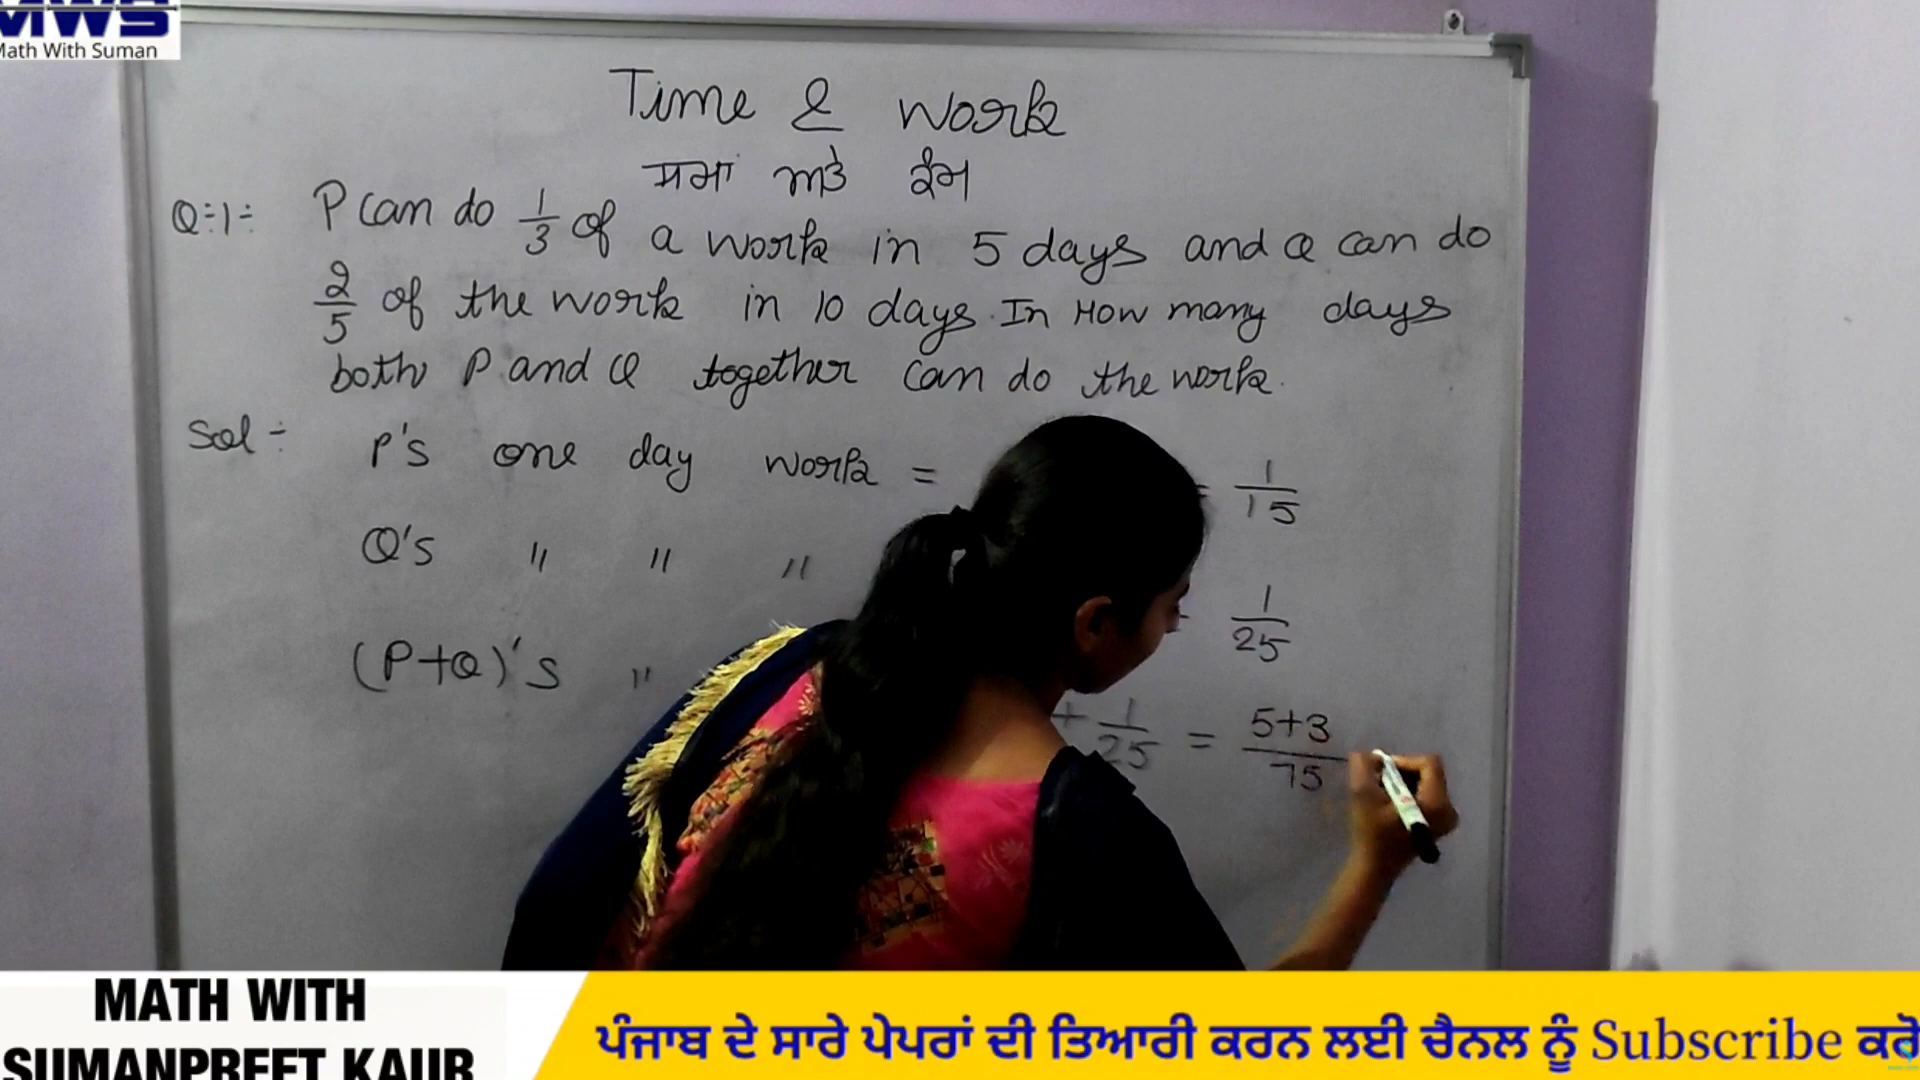 MWS
Math With Suman
Time & Work
ਸਮਾਂ ਅਤੇ ਕੰਮ
Q:1÷ P can do 1/3 of a work in 5 days and Q can do
2/5 of the work in 10 days. In How many days
both P and Q together can do the work.
Sol÷ P's one day work = = 1/15
Q's " " " 1/25
(P+Q)'s " + 1/25 = 5+3/75
MATH WITH
SUMANPREET KAUR
ਪੰਜਾਬ ਦੇ ਸਾਰੇ ਪੇਪਰਾਂ ਦੀ ਤਿਆਰੀ ਕਰਨ ਲਈ ਚੈਨਲ ਨੂੰ Subscribe ਕਰੋ